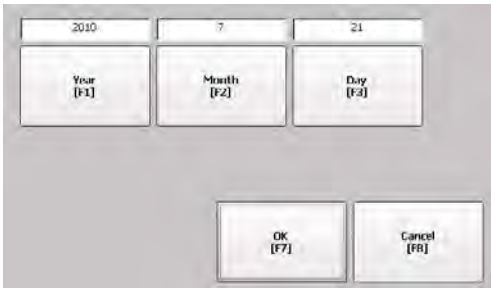 2010 7 21
Year Month Day
[F1] [F2] [F3]
OK Cancel
[F7] [F8]